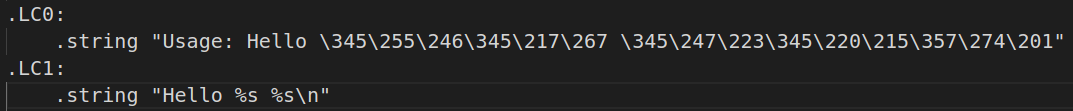 .LC0:
.string "Usage: Hello \345\255\246\345\217\267 \345\247\223\345\220\215\357\274\201"
.LC1:
.string "Hello %s %s\n"